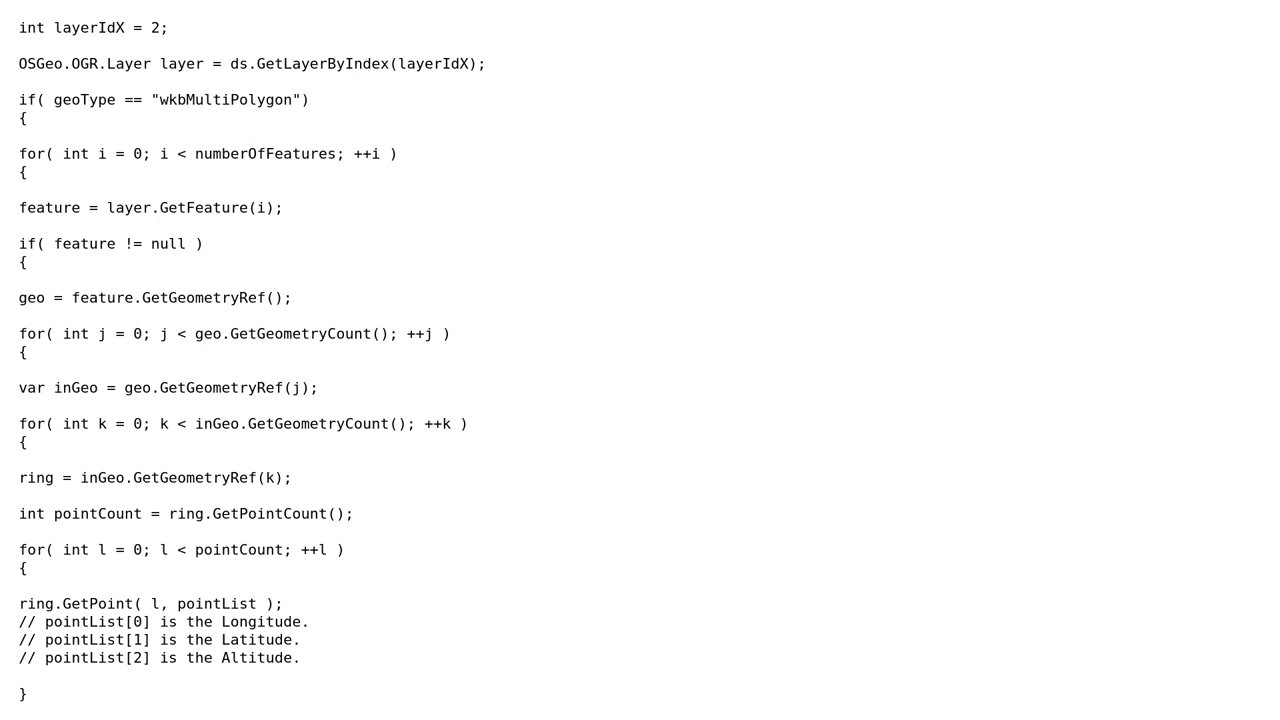 int layerIdX = 2;
OSGeo.OGR.Layer layer = ds.GetLayerByIndex(layerIdX);
if( geoType == "wkbMultiPolygon")
{
for( int i = 0; i < numberOfFeatures; ++i )
{
feature = layer.GetFeature(i);
if( feature != null )
{
geo = feature.GetGeometryRef();
for( int j = 0; j < geo.GetGeometryCount(); ++j )
{
var inGeo = geo.GetGeometryRef(j);
for( int k = 0; k < inGeo.GetGeometryCount(); ++k )
{
ring = inGeo.GetGeometryRef(k);
int pointCount = ring.GetPointCount();
for( int l = 0; l < pointCount; ++l )
{
ring.GetPoint( l, pointList );
// pointList[0] is the Longitude.
// pointList[1] is the Latitude.
// pointList[2] is the Altitude.
}